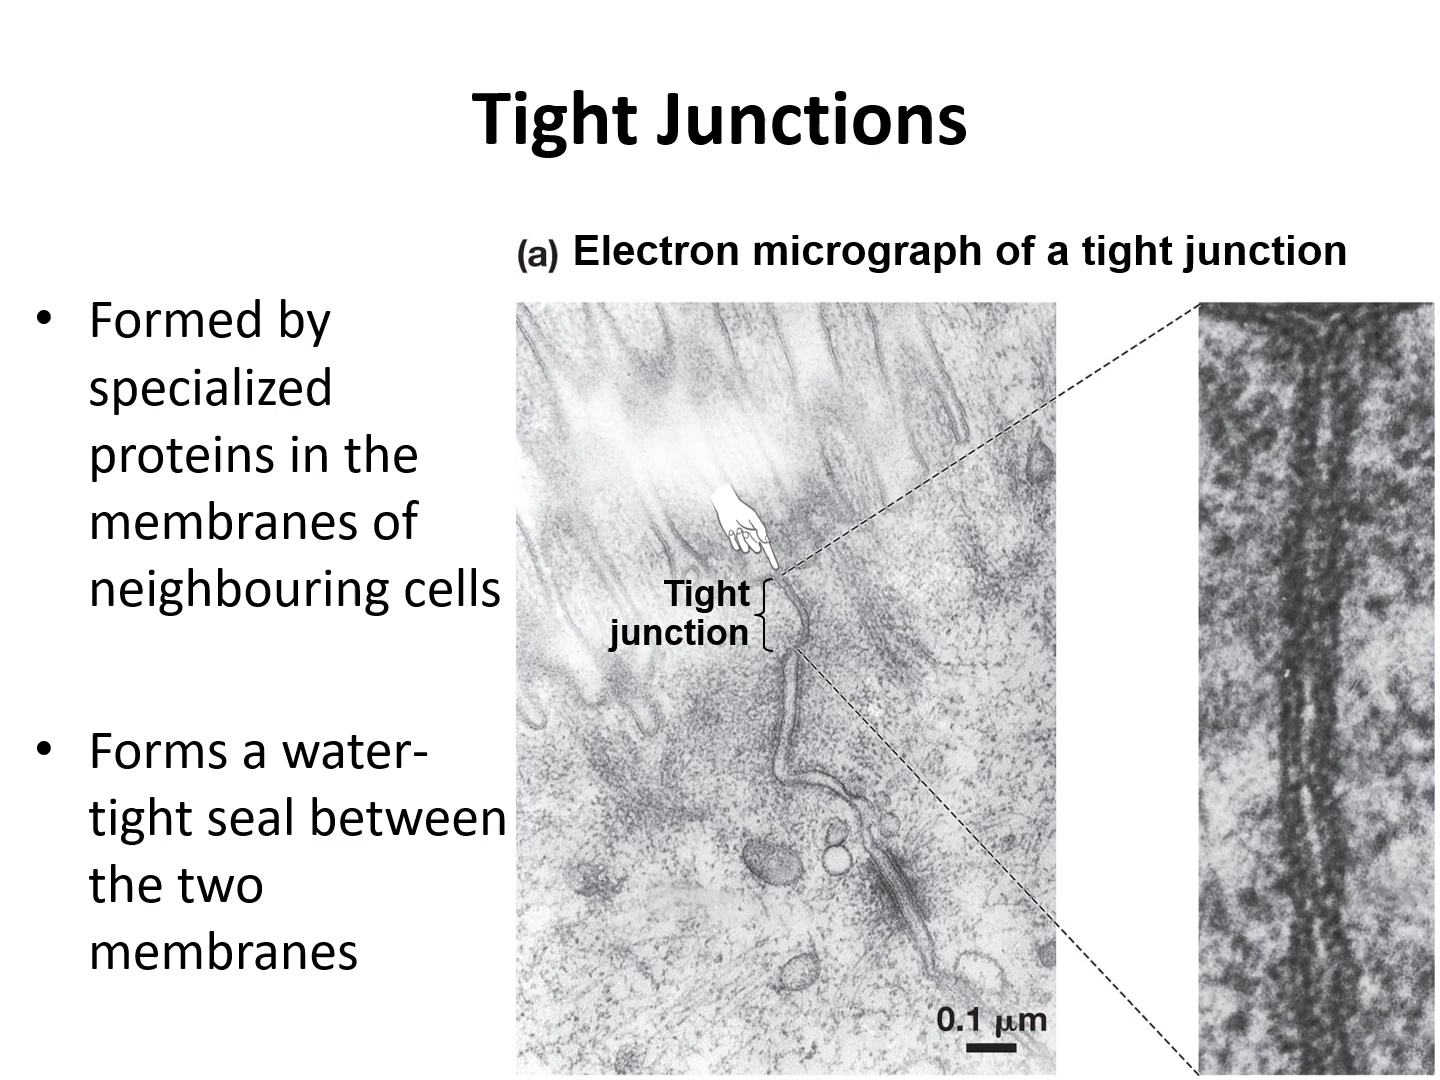 Tight Junctions
(a) Electron micrograph of a tight junction
• Formed by
specialized
proteins in the
membranes of
neighbouring cells
• Forms a water-
tight seal between
the two
membranes
Tight
junction
0.1 μm